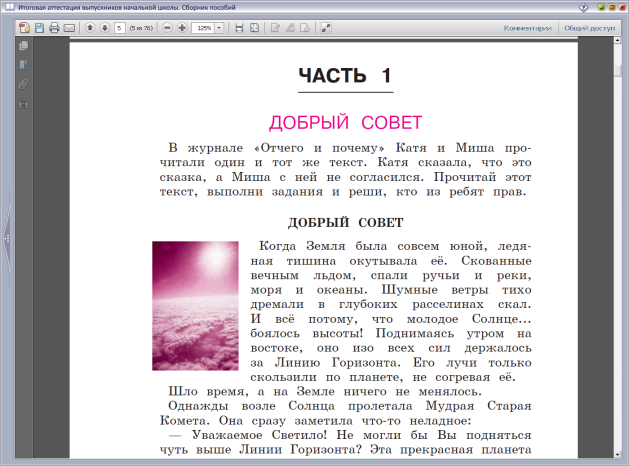 Итоговая аттестация выпускников начальной школы. Сборник пособий
5 (5 из 76) 125% Комментарии Общий доступ
ЧАСТЬ 1
ДОБРЫЙ СОВЕТ
В журнале «Отчего и почему» Катя и Миша про-
читали один и тот же текст. Катя сказала, что это
сказка, а Миша с ней не согласился. Прочитай этот
текст, выполни задания и реши, кто из ребят прав.
ДОБРЫЙ СОВЕТ
Когда Земля была совсем юной, ледя-
ная тишина окутывала её. Скованные
вечным льдом, спали ручьи и реки,
моря и океаны. Шумные ветры тихо
дремали в глубоких расселинах скал.
И всё потому, что молодое Солнце...
боялось высоты! Поднимаясь утром на
востоке, оно изо всех сил держалось
за Линию Горизонта. Его лучи только
скользили по планете, не согревая её.
Шло время, а на Земле ничего не менялось.
Однажды возле Солнца пролетала Мудрая Старая
Комета. Она сразу заметила что-то неладное:
— Уважаемое Светило! Не могли бы Вы подняться
чуть выше Линии Горизонта? Эта прекрасная планета